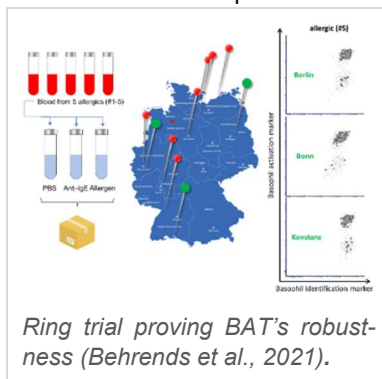 Blood from 5 allergics (#1-5)
PBS Anti-IgE Allergen
allergic (#5)
Basophil activation marker
Berlin
Bonn
Konstanz
Basophil identification marker
Ring trial proving BAT's robust-
ness (Behrends et al., 2021).